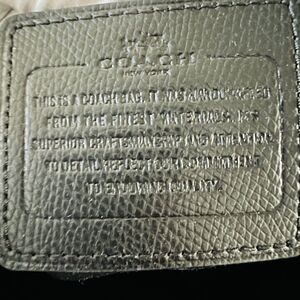 COACH
NEW YORK
THIS IS A COACH BAG. IT WAS HANDCRAFTED
FROM THE FINEST MATERIALS. ITS
SUPERIOR CRAFTSMANSHIP AND ATTENTION
TO DETAIL REFLECT OUR COMMITMENT
TO ENDURING QUALITY.